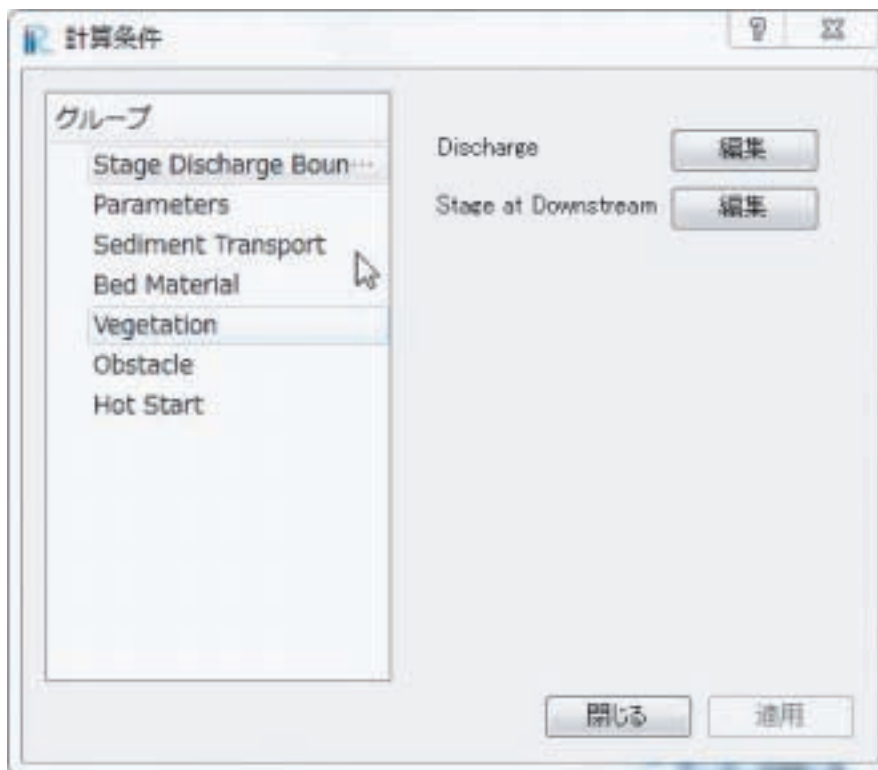 計算条件
グループ
Stage Discharge Boun…
Parameters
Sediment Transport
Bed Material
Vegetation
Obstacle
Hot Start
Discharge 編集
Stage at Downstream 編集
閉じる 適用